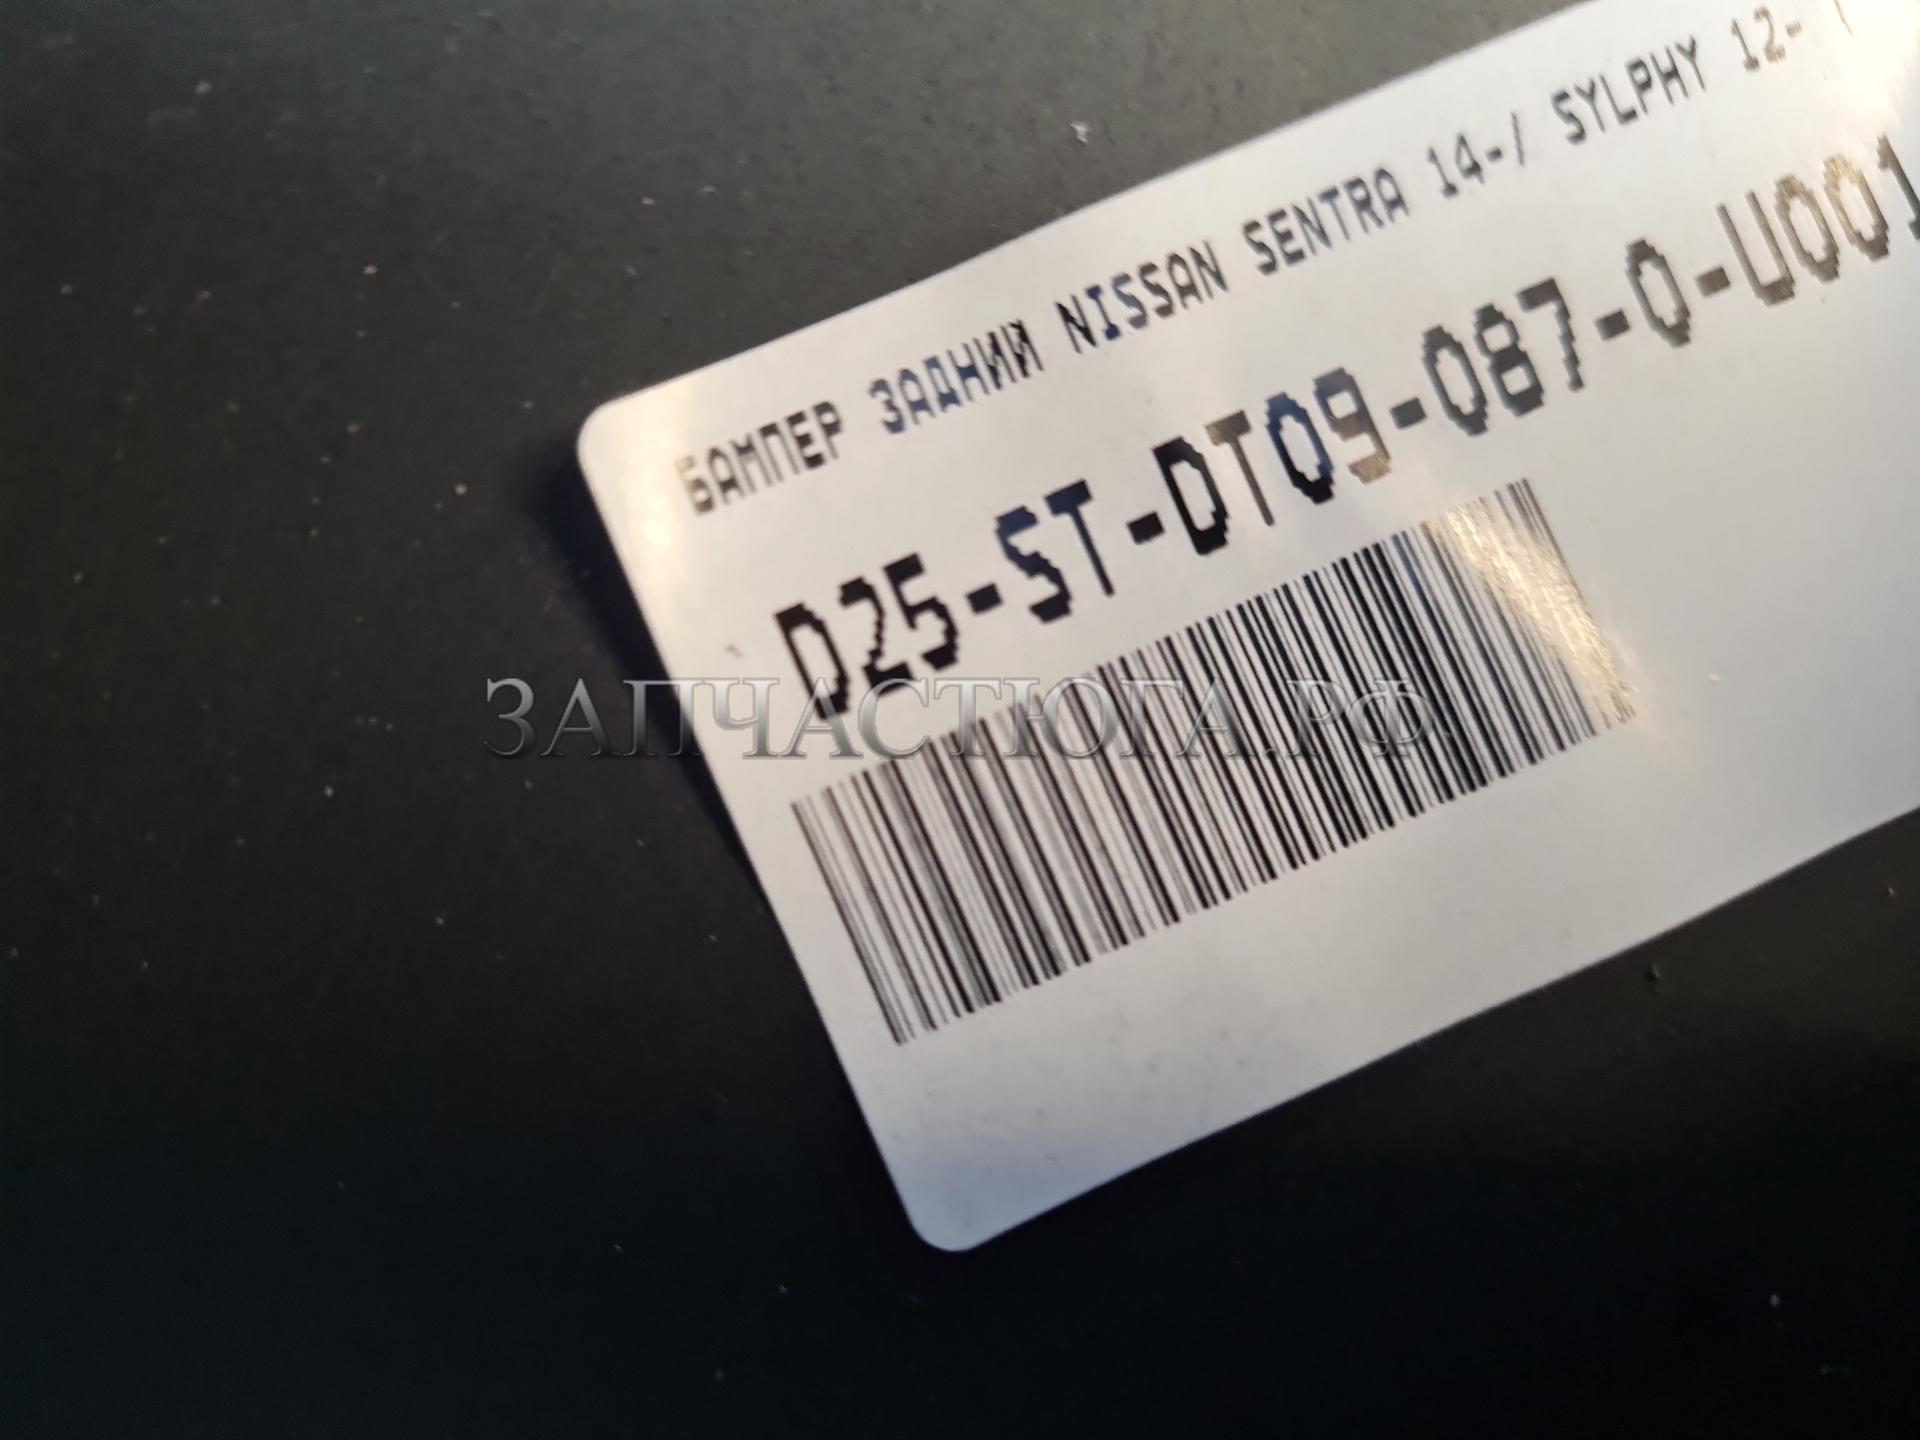 БАМПЕР ЗАДНИЙ NISSAN SENTRA 14-/ SYLPHY 12-
D25-ST-DT09-087-0-U001
ЗАПЧАСТЮГА.РФ